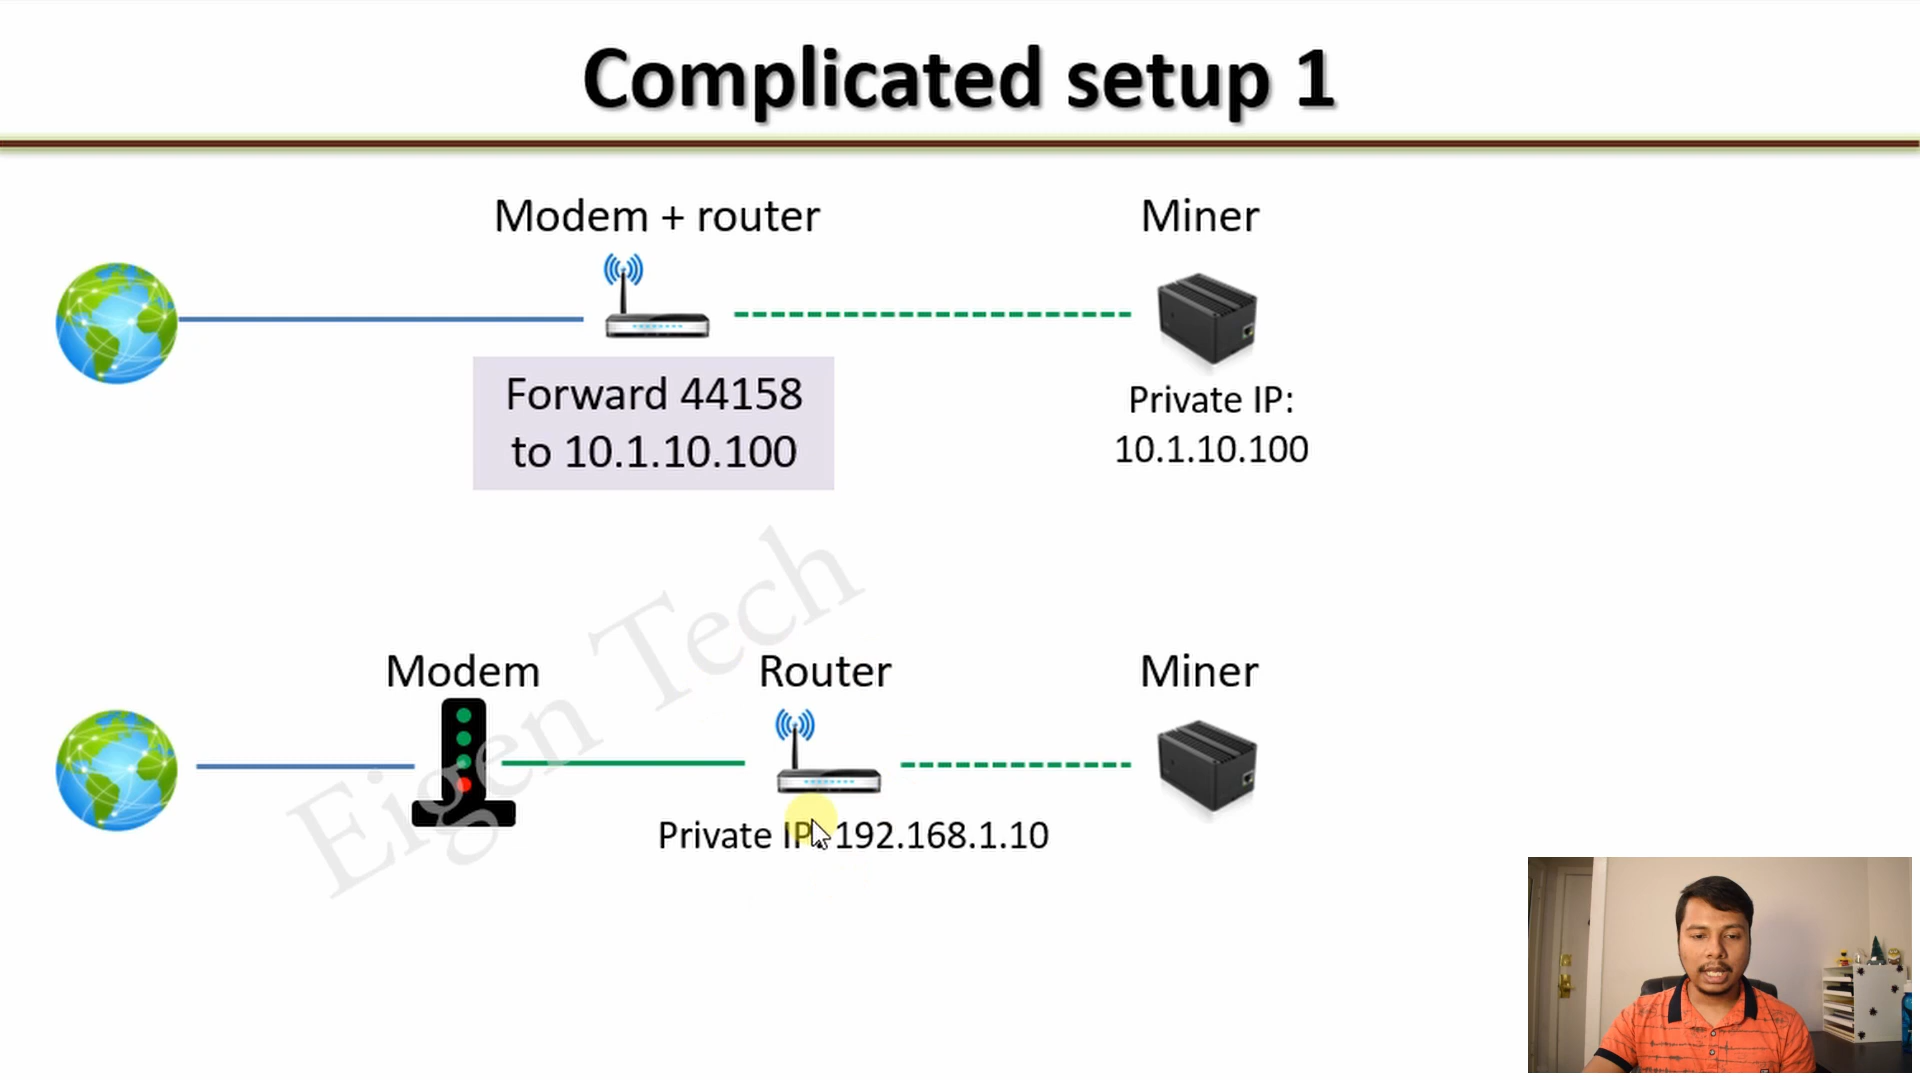 Complicated setup 1
Modem + router
Miner
Forward 44158
to 10.1.10.100
Private IP:
10.1.10.100
Eigen Tech
Modem
Router
Miner
Private IP: 192.168.1.10